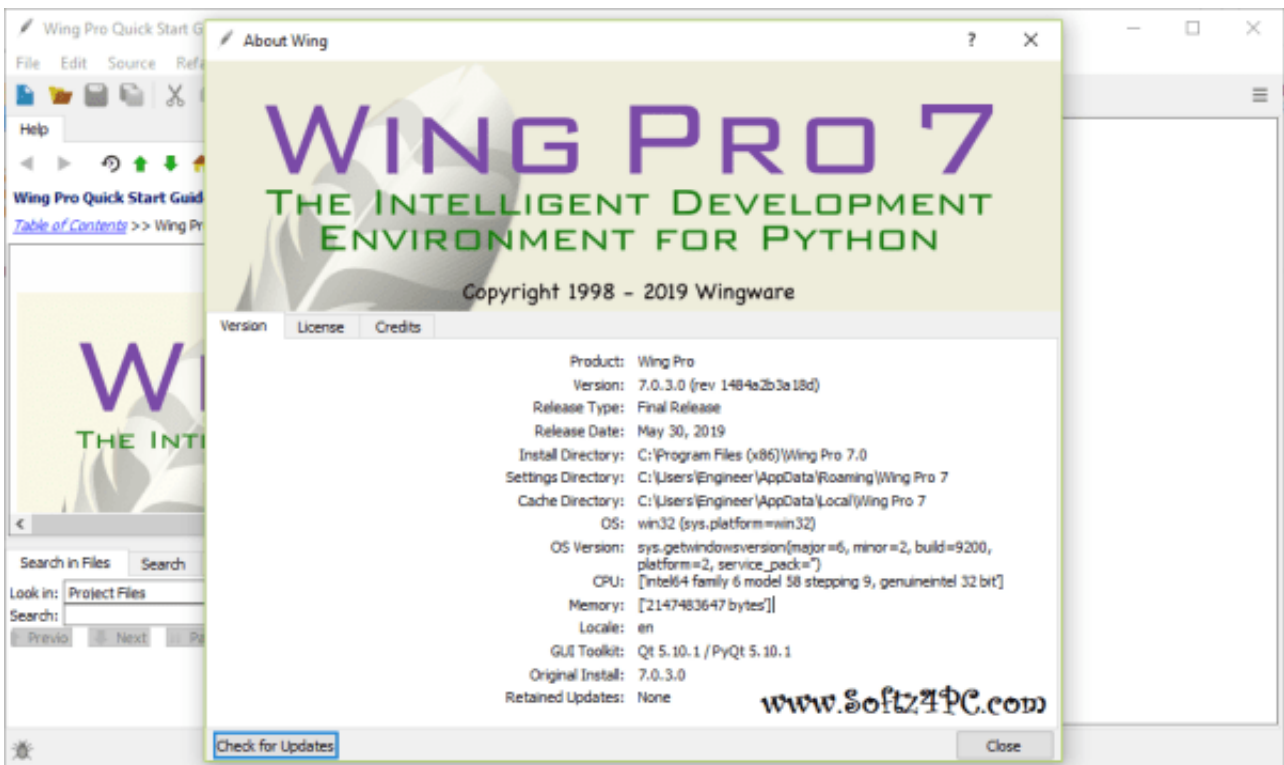 Wing Pro Quick Start G
About Wing
?
File Edit Source Refa
Help
Wing Pro Quick Start Guid
Table of Contents >> Wing Pr
WI
THE INTI
WING PRO 7
THE INTELLIGENT DEVELOPMENT
ENVIRONMENT FOR PYTHON
Copyright 1998 - 2019 Wingware
Version License Credits
Product: Wing Pro
Version: 7.0.3.0 (rev 1484a2b3a18d)
Release Type: Final Release
Release Date: May 30, 2019
Install Directory: C:\Program Files (x86)\Wing Pro 7.0
Settings Directory: C:\Users\Engineer\AppData\Roaming\Wing Pro 7
Cache Directory: C:\Users\Engineer\AppData\Local\Wing Pro 7
OS: win32 (sys.platform=win32)
OS Version: sys.getwindowsversion(major=6, minor=2, build=9200,
platform=2, service_pack='')
CPU: ['intel64 family 6 model 58 stepping 9, genuineintel 32 bit']
Memory: ['2147483647 bytes']
Locale: en
GUI Toolkit: Qt 5.10.1 / PyQt 5.10.1
Original Install: 7.0.3.0
Retained Updates: None
www.Softz4PC.com
Search in Files Search
Look in: Project Files
Search:
Previo Next Pa
Check for Updates
Close